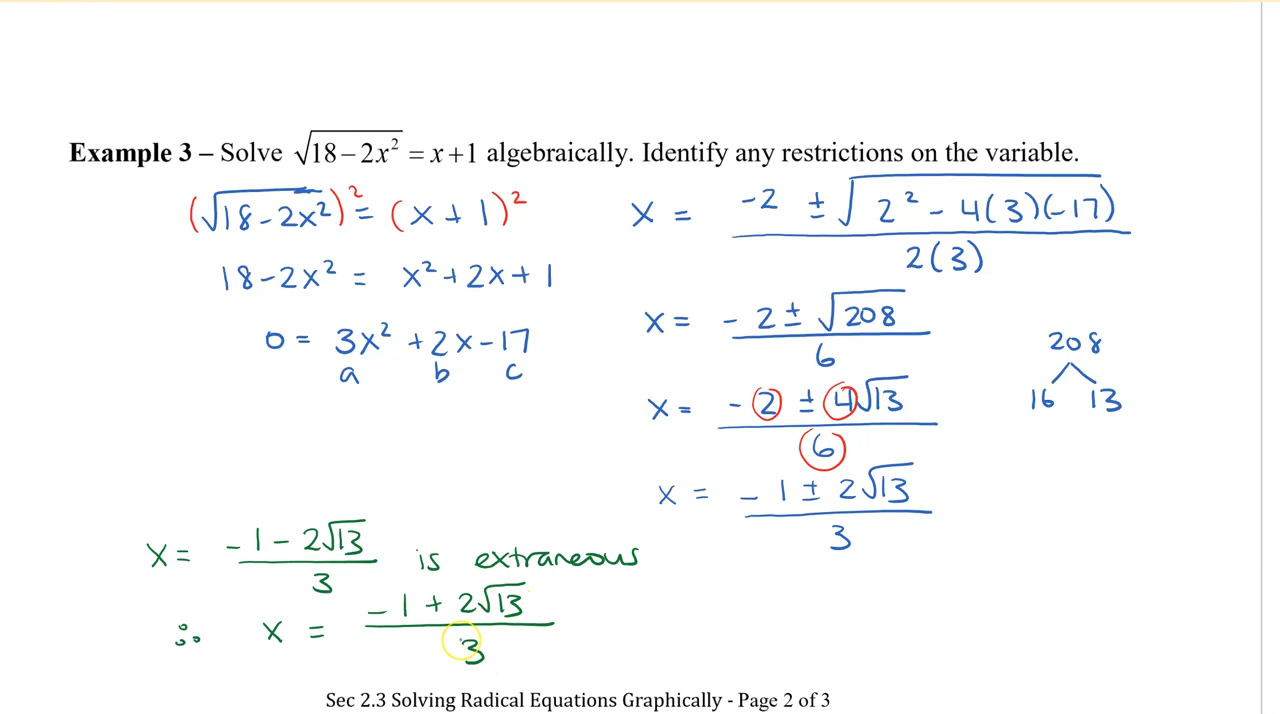 Example 3 – Solve √(18 − 2x²) = x + 1 algebraically. Identify any restrictions on the variable.
(√(18 − 2x²))² = (x + 1)²
18 − 2x² = x² + 2x + 1
0 = 3x² + 2x − 17
a b c
x = (−2 ± √(2² − 4(3)(−17))) / 2(3)
x = (−2 ± √208) / 6
208
16 13
x = (−2 ± 4√13) / 6
x = (−1 ± 2√13) / 3
x = (−1 − 2√13) / 3 is extraneous
∴ x = (−1 + 2√13) / 3
Sec 2.3 Solving Radical Equations Graphically - Page 2 of 3